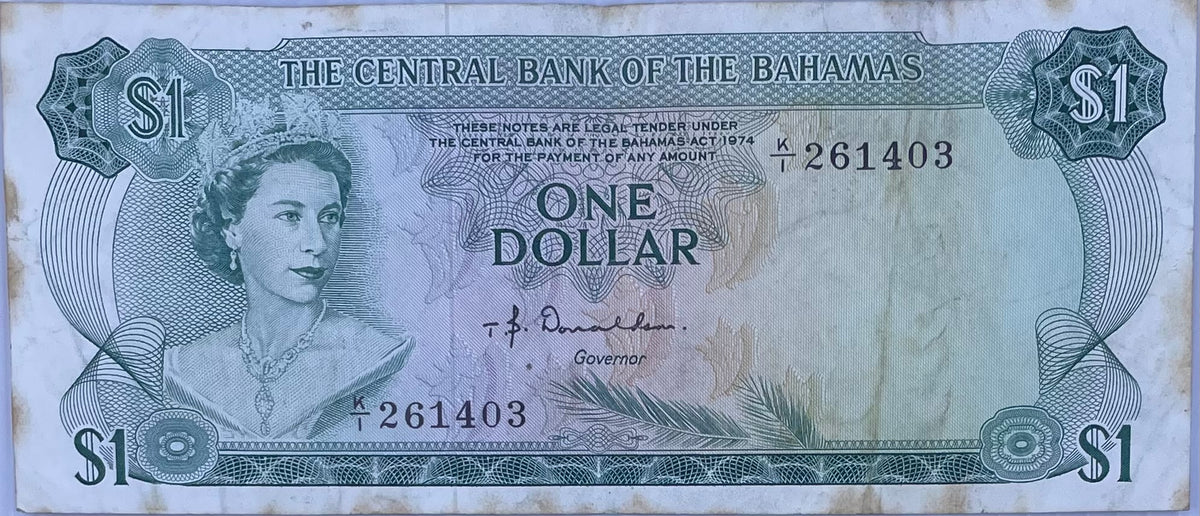 THE CENTRAL BANK OF THE BAHAMAS
$1
$1
THESE NOTES ARE LEGAL TENDER UNDER
THE CENTRAL BANK OF THE BAHAMAS ACT 1974
FOR THE PAYMENT OF ANY AMOUNT
K/1 261403
ONE
DOLLAR
T B. Donaldson.
Governor
K/1 261403
$1
$1